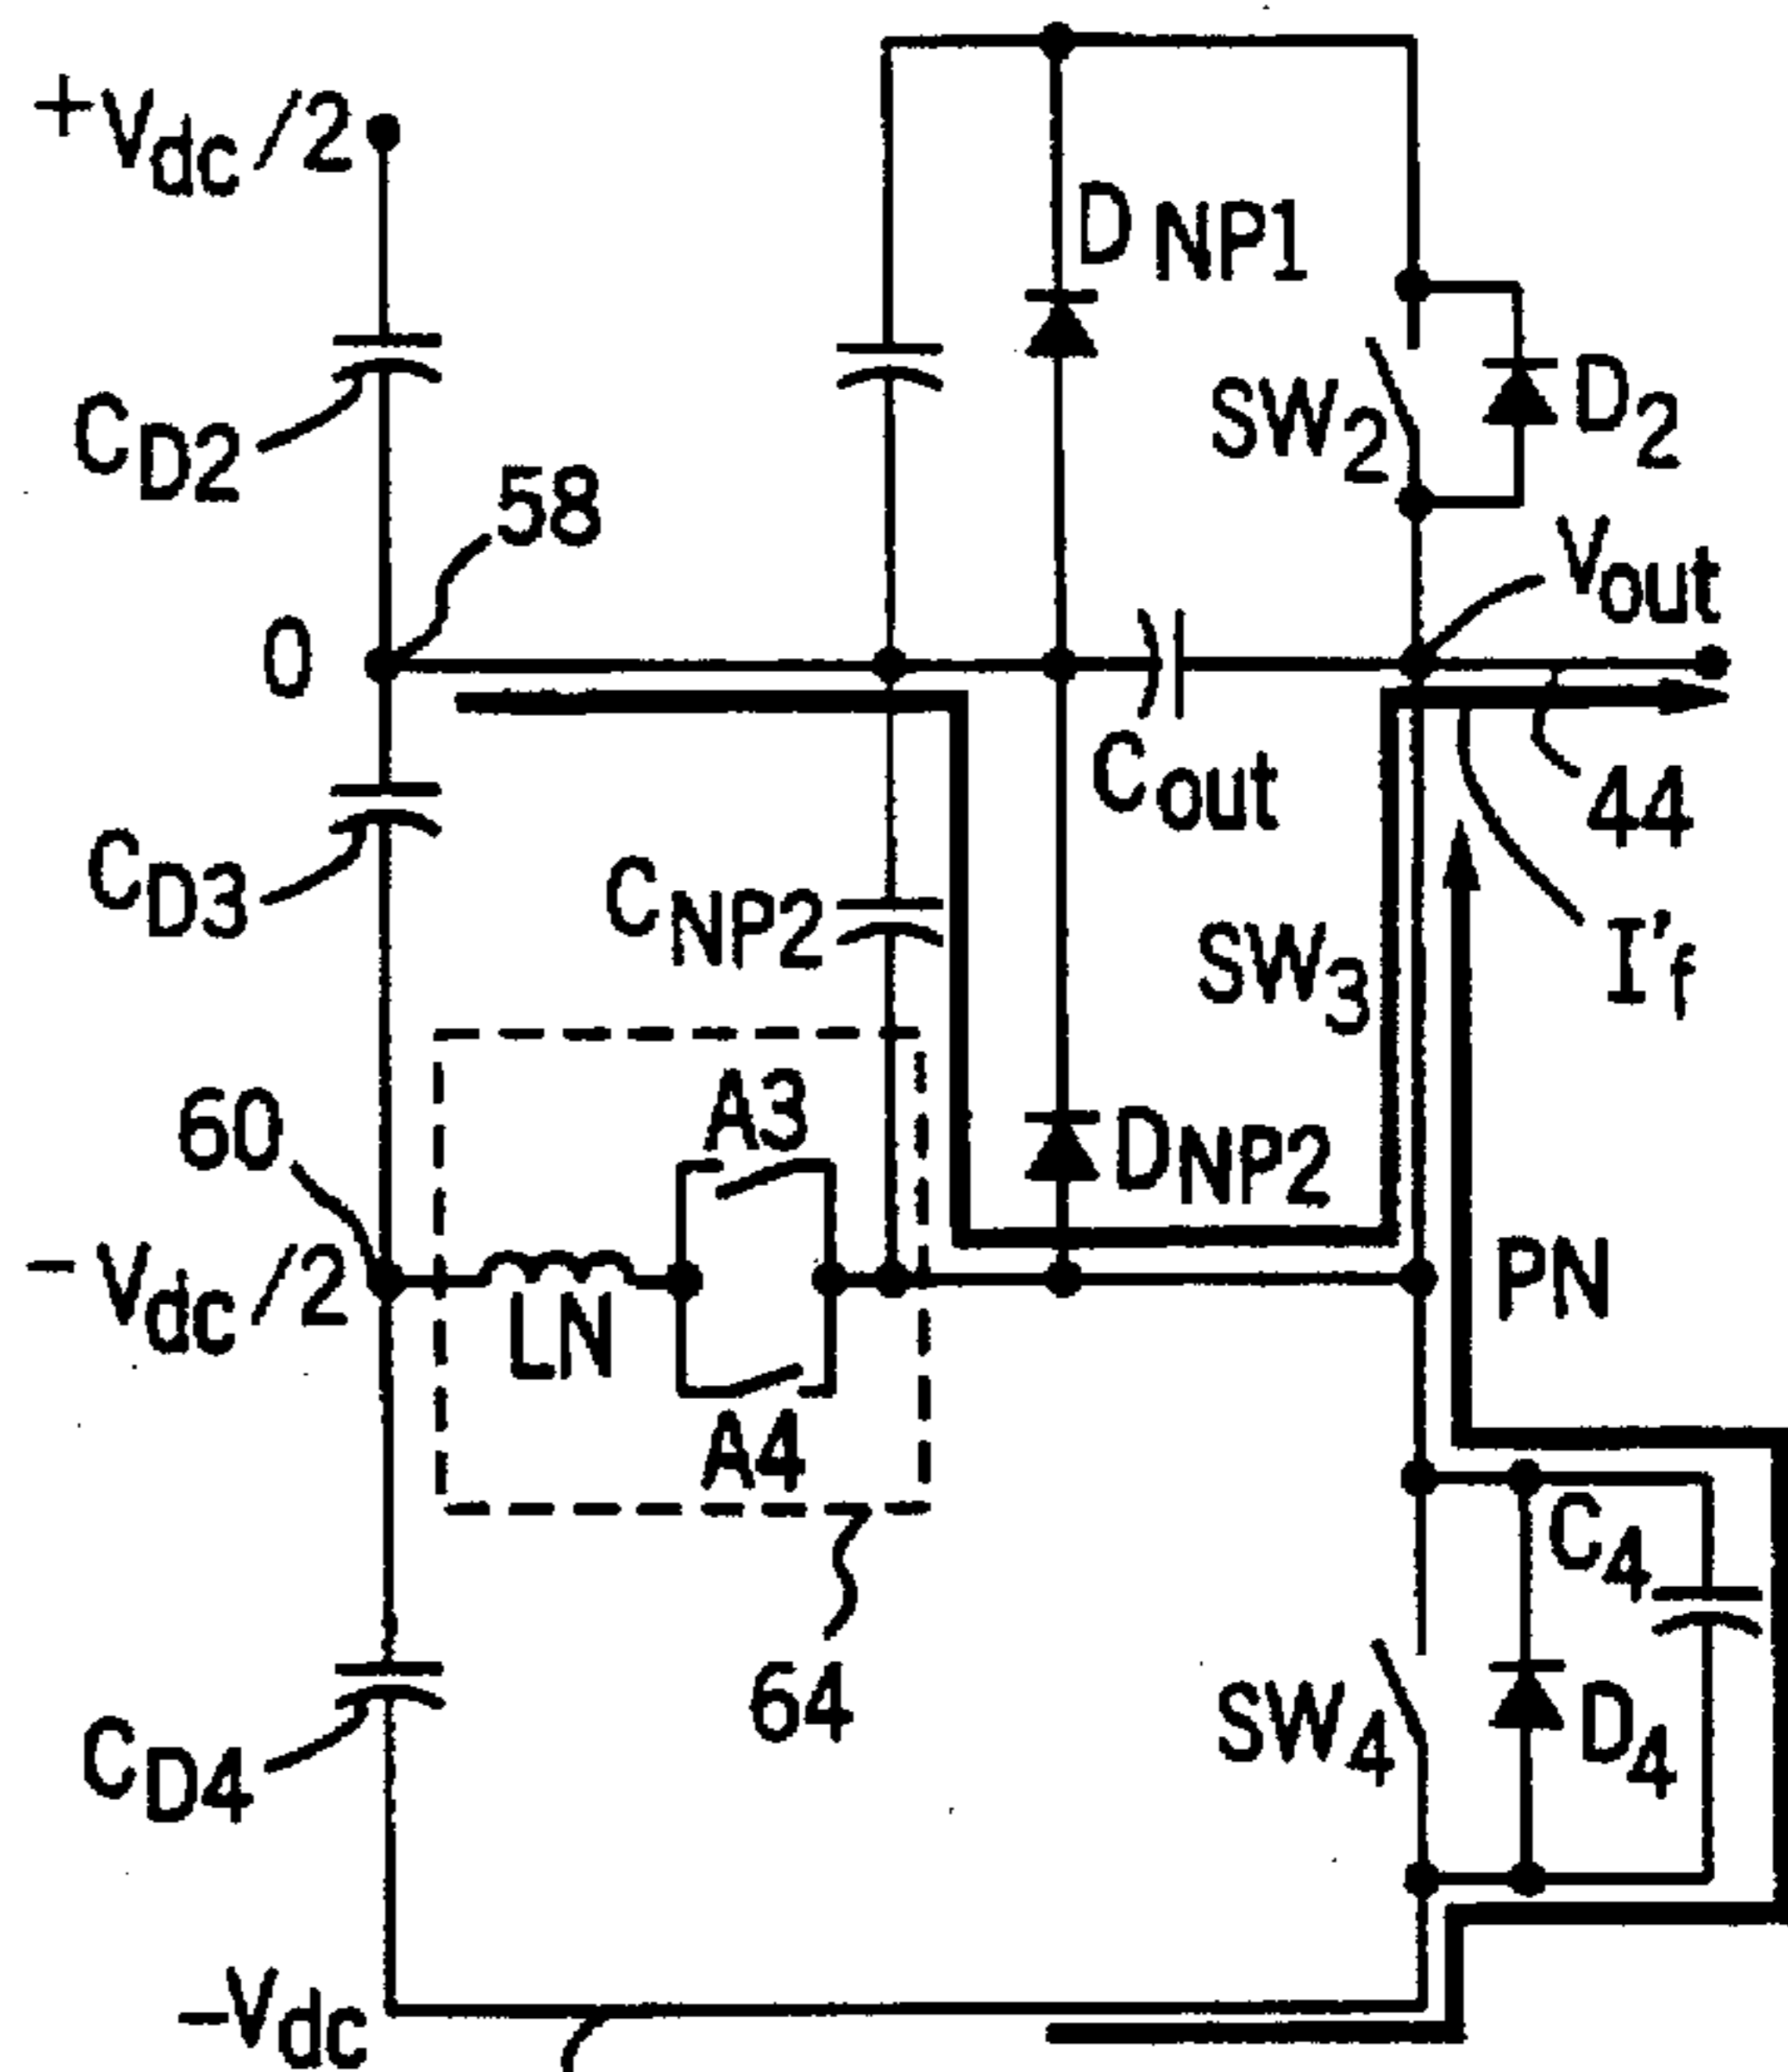 +Vdc/2
DNP1
SW2
D2
CD2
58
Vout
0
Cout
44
CD3
CNP2
SW3
I'f
A3
60
DNP2
-Vdc/2
LN
PN
A4
C4
64
SW4
D4
CD4
-Vdc